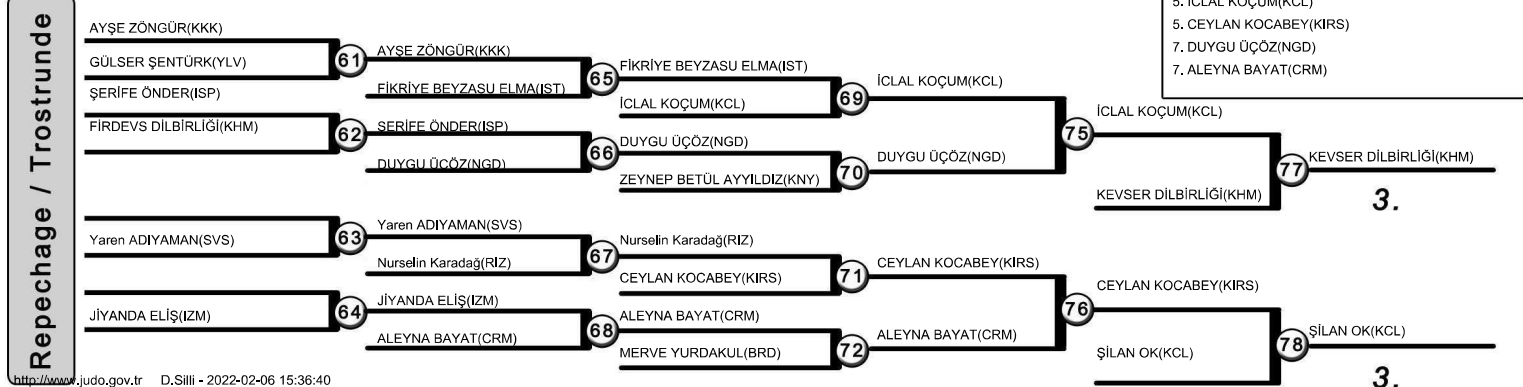 5. İCLAL KOÇUM(KCL)
5. CEYLAN KOCABEY(KIRS)
7. DUYGU ÜÇÖZ(NGD)
7. ALEYNA BAYAT(CRM)
Repechage / Trostrunde
AYŞE ZÖNGÜR(KKK)
GÜLSER ŞENTÜRK(YLV)
ŞERİFE ÖNDER(ISP)
FİRDEVS DİLBİRLİĞİ(KHM)
Yaren ADIYAMAN(SVS)
JİYANDA ELİŞ(IZM)
61
62
63
64
AYŞE ZÖNGÜR(KKK)
FİKRİYE BEYZASU ELMA(IST)
ŞERİFE ÖNDER(ISP)
DUYGU ÜÇÖZ(NGD)
Yaren ADIYAMAN(SVS)
Nurselin Karadağ(RIZ)
JİYANDA ELİŞ(IZM)
ALEYNA BAYAT(CRM)
65
66
67
68
FİKRİYE BEYZASU ELMA(IST)
İCLAL KOÇUM(KCL)
DUYGU ÜÇÖZ(NGD)
ZEYNEP BETÜL AYYILDIZ(KNY)
Nurselin Karadağ(RIZ)
CEYLAN KOCABEY(KIRS)
ALEYNA BAYAT(CRM)
MERVE YURDAKUL(BRD)
69
70
71
72
İCLAL KOÇUM(KCL)
DUYGU ÜÇÖZ(NGD)
CEYLAN KOCABEY(KIRS)
ALEYNA BAYAT(CRM)
75
76
İCLAL KOÇUM(KCL)
KEVSER DİLBİRLİĞİ(KHM)
CEYLAN KOCABEY(KIRS)
ŞİLAN OK(KCL)
77
78
KEVSER DİLBİRLİĞİ(KHM)
3.
ŞİLAN OK(KCL)
3.
http://www.judo.gov.tr D.Silli - 2022-02-06 15:36:40